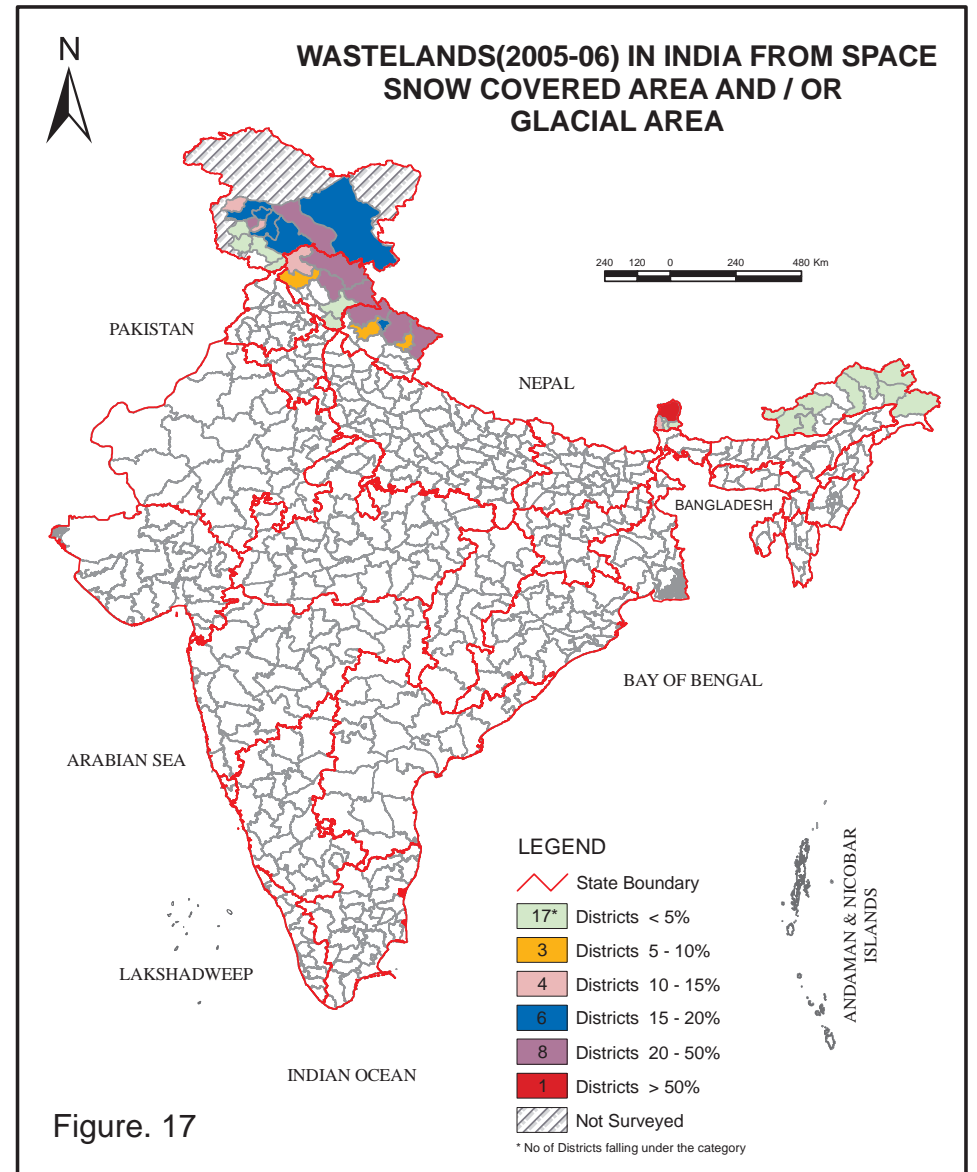 N
WASTELANDS(2005-06) IN INDIA FROM SPACE
SNOW COVERED AREA AND / OR
GLACIAL AREA
240 120 0 240 480 Km
PAKISTAN
NEPAL
BANGLADESH
BAY OF BENGAL
ARABIAN SEA
LAKSHADWEEP
INDIAN OCEAN
ANDAMAN & NICOBAR
ISLANDS
LEGEND
State Boundary
17* Districts < 5%
3 Districts 5 - 10%
4 Districts 10 - 15%
6 Districts 15 - 20%
8 Districts 20 - 50%
1 Districts > 50%
Not Surveyed
* No of Districts falling under the category
Figure. 17